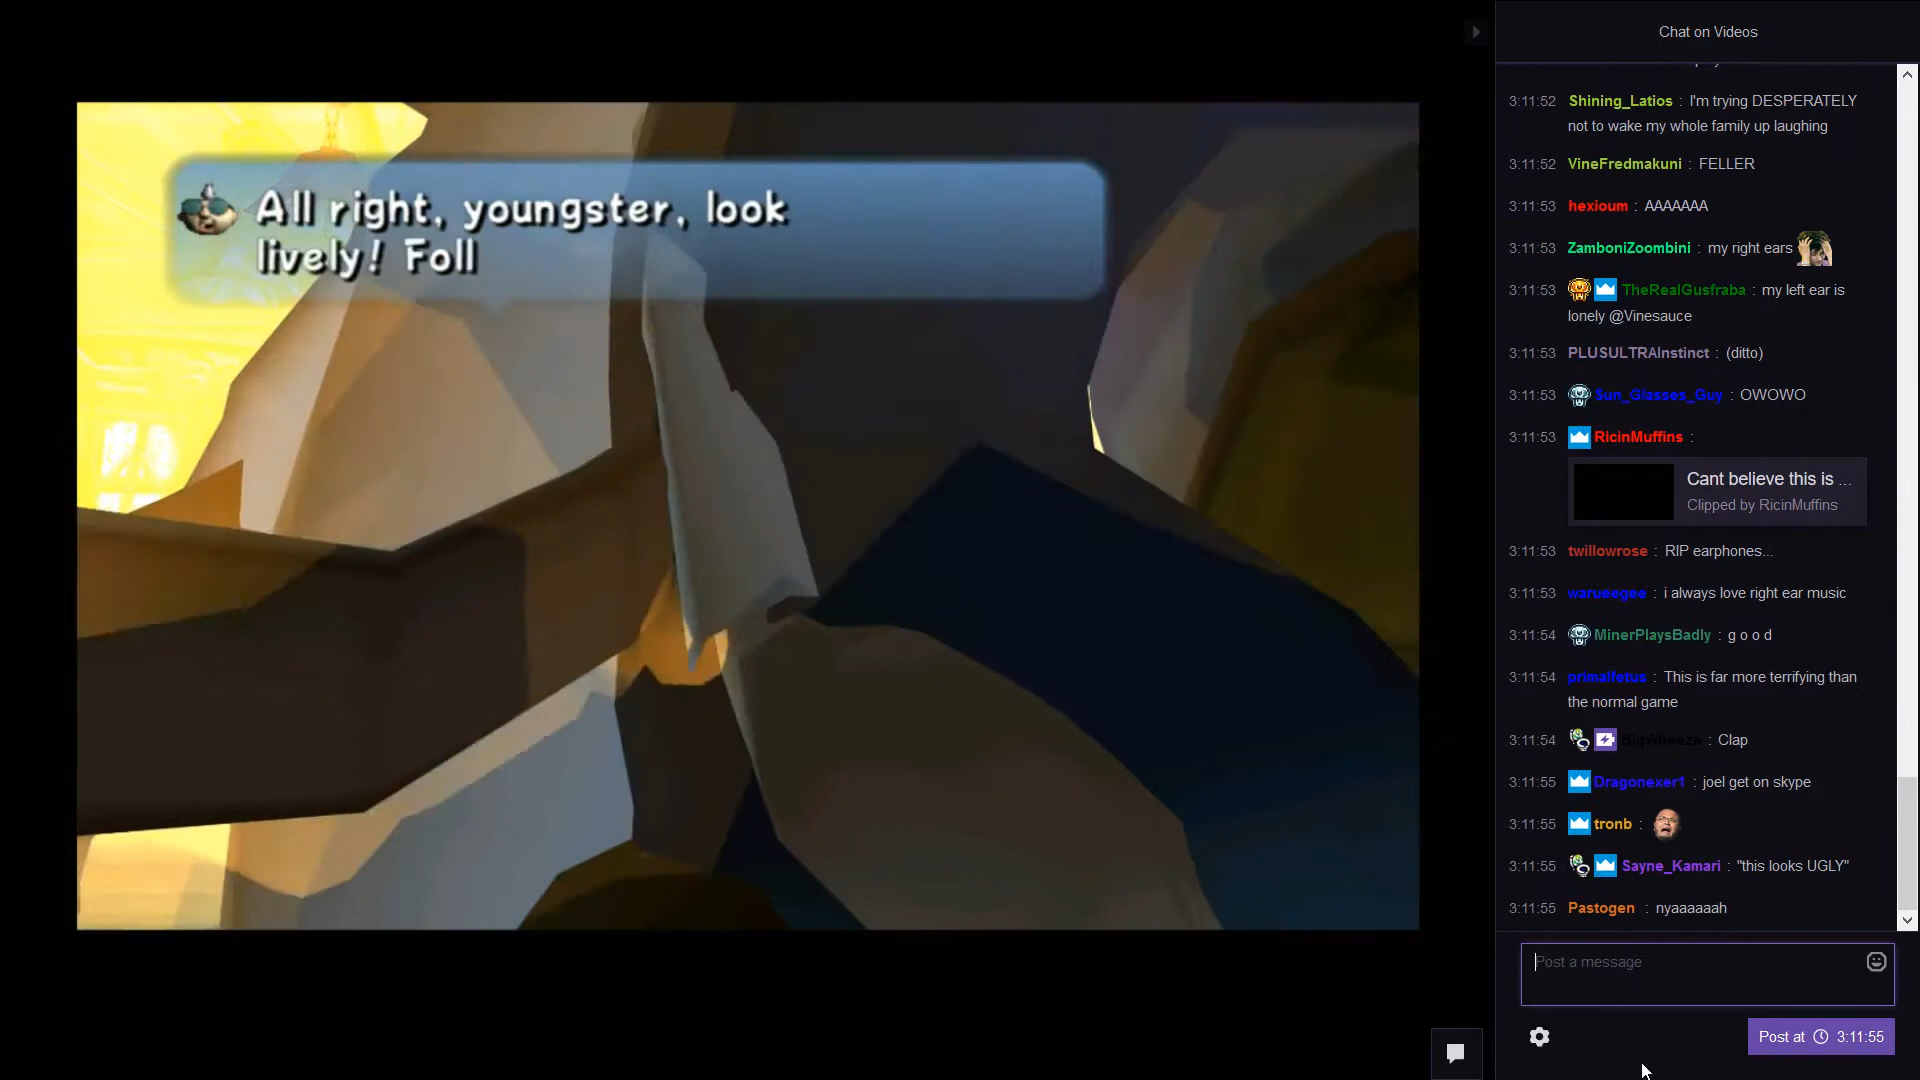 All right, youngster, look
lively! Foll
Chat on Videos
3:11:52 Shining_Latios : I'm trying DESPERATELY
not to wake my whole family up laughing
3:11:52 VineFredmakuni : FELLER
3:11:53 hexioum : AAAAAAA
3:11:53 ZamboniZoombini : my right ears
3:11:53 TheRealGusfraba : my left ear is
lonely @Vinesauce
3:11:53 PLUSULTRAInstinct : (ditto)
3:11:53 Sun_Glasses_Guy : OWOWO
3:11:53 RicinMuffins :
Cant believe this is ...
Clipped by RicinMuffins
3:11:53 twillowrose : RIP earphones...
3:11:53 warueegee : i always love right ear music
3:11:54 MinerPlaysBadly : g o o d
3:11:54 primalfetus : This is far more terrifying than
the normal game
3:11:54 BigWheeze : Clap
3:11:55 Dragonexer1 : joel get on skype
3:11:55 tronb :
3:11:55 Sayne_Kamari : "this looks UGLY"
3:11:55 Pastogen : nyaaaaaah
Post a message
Post at 3:11:55